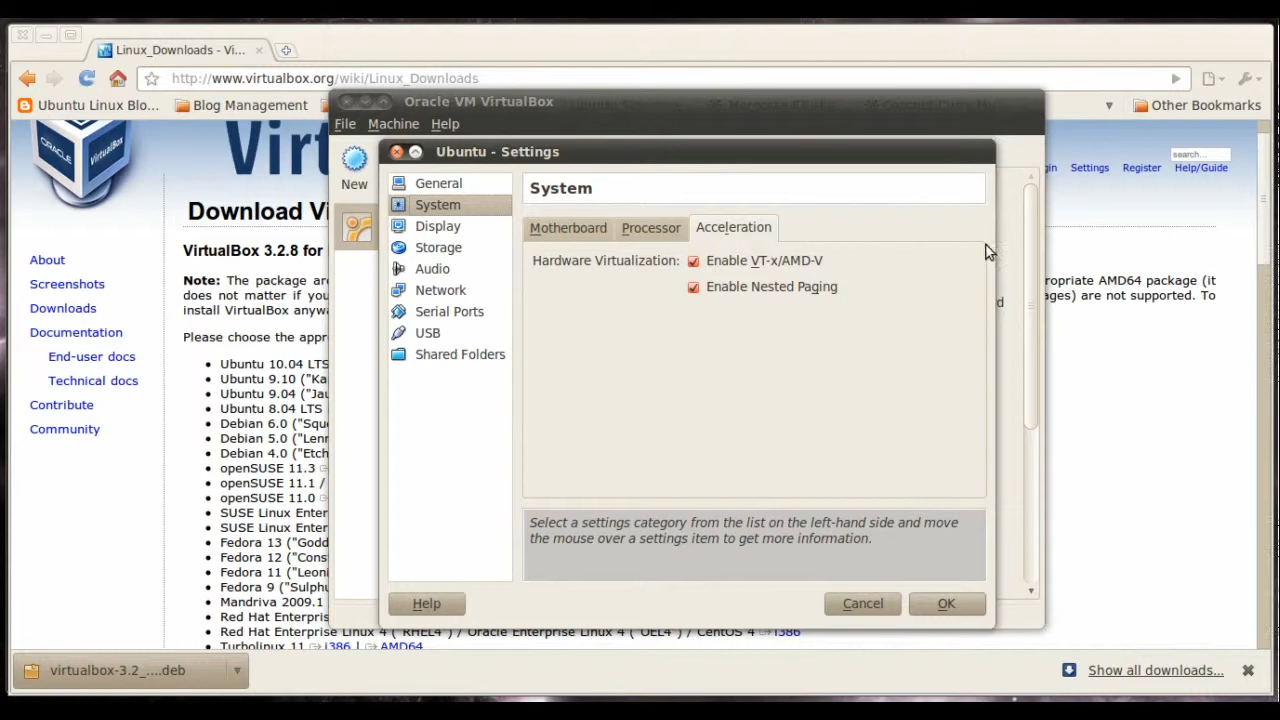 Linux_Downloads - Vi...
http://www.virtualbox.org/wiki/Linux_Downloads
Ubuntu Linux Blo...
Blog Management
Other Bookmarks
Oracle VM VirtualBox
File Machine Help
New
ORACLE
VirtualBox
Virt
search...
gin Settings Register Help/Guide
Download Vi
VirtualBox 3.2.8 for
Note: The package are
ropriate AMD64 package (it
does not matter if you
ges) are not supported. To
install VirtualBox anyw
Please choose the appr
About
Screenshots
Downloads
Documentation
End-user docs
Technical docs
Contribute
Community
Ubuntu 10.04 LTS
Ubuntu 9.10 ("Ka
Ubuntu 9.04 ("Jau
Ubuntu 8.04 LTS
Debian 6.0 ("Sque
Debian 5.0 ("Lenn
Debian 4.0 ("Etch
openSUSE 11.3
openSUSE 11.1 /
openSUSE 11.0
SUSE Linux Enter
SUSE Linux Enter
Fedora 13 ("Godd
Fedora 12 ("Cons
Fedora 11 ("Leoni
Fedora 9 ("Sulphu
Mandriva 2009.1
Red Hat Enterpris
Red Hat Enterprise Linux 4 ("RHEL4") / Oracle Enterprise Linux 4 ("OEL4") / CentOS 4 i386
Turbolinux 11 i386 | AMD64
Ubuntu - Settings
General
System
Display
Storage
Audio
Network
Serial Ports
USB
Shared Folders
System
Motherboard Processor Acceleration
Hardware Virtualization: Enable VT-x/AMD-V
Enable Nested Paging
Select a settings category from the list on the left-hand side and move
the mouse over a settings item to get more information.
Help Cancel OK
virtualbox-3.2_....deb
Show all downloads...